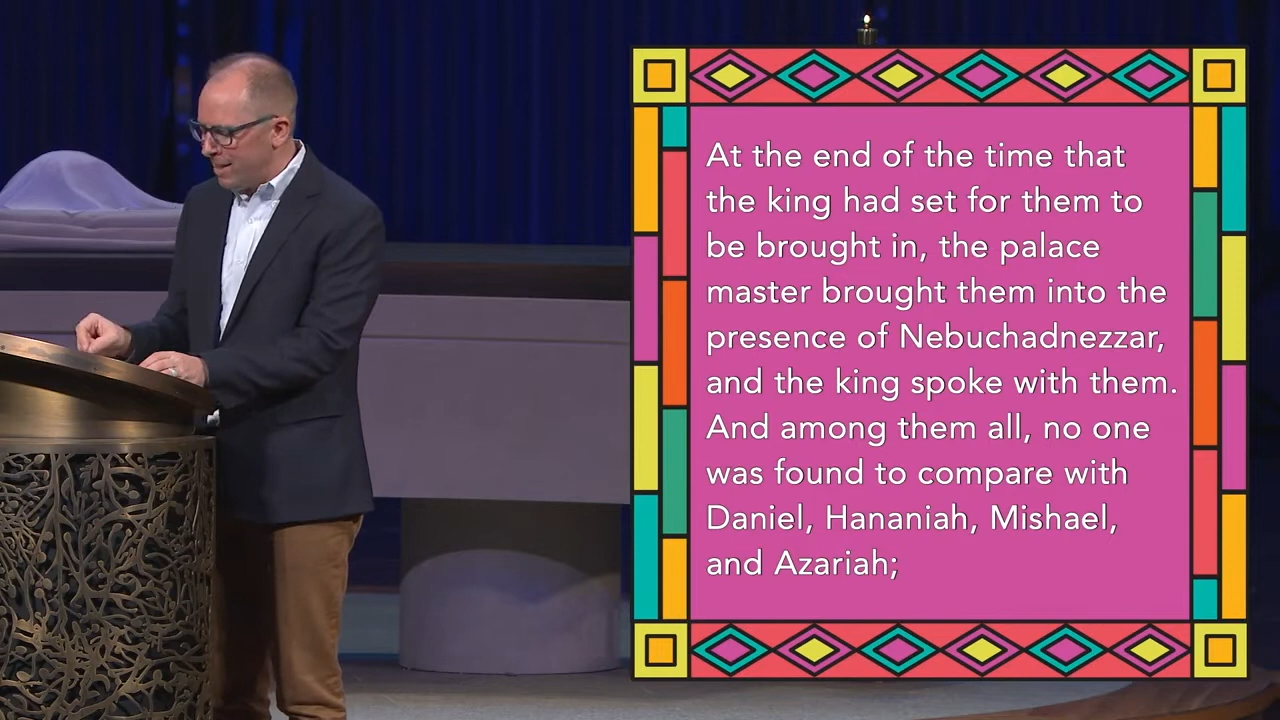 At the end of the time that
the king had set for them to
be brought in, the palace
master brought them into the
presence of Nebuchadnezzar,
and the king spoke with them.
And among them all, no one
was found to compare with
Daniel, Hananiah, Mishael,
and Azariah;